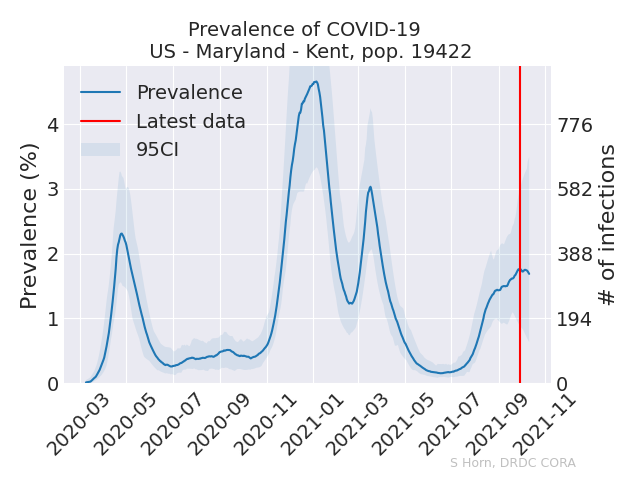 Prevalence of COVID-19
US - Maryland - Kent, pop. 19422
Prevalence
Latest data
95CI
Prevalence (%)
4
3
2
1
0
776
582
388
194
0
# of infections
2020-03
2020-05
2020-07
2020-09
2020-11
2021-01
2021-03
2021-05
2021-07
2021-09
2021-11
S Horn, DRDC CORA